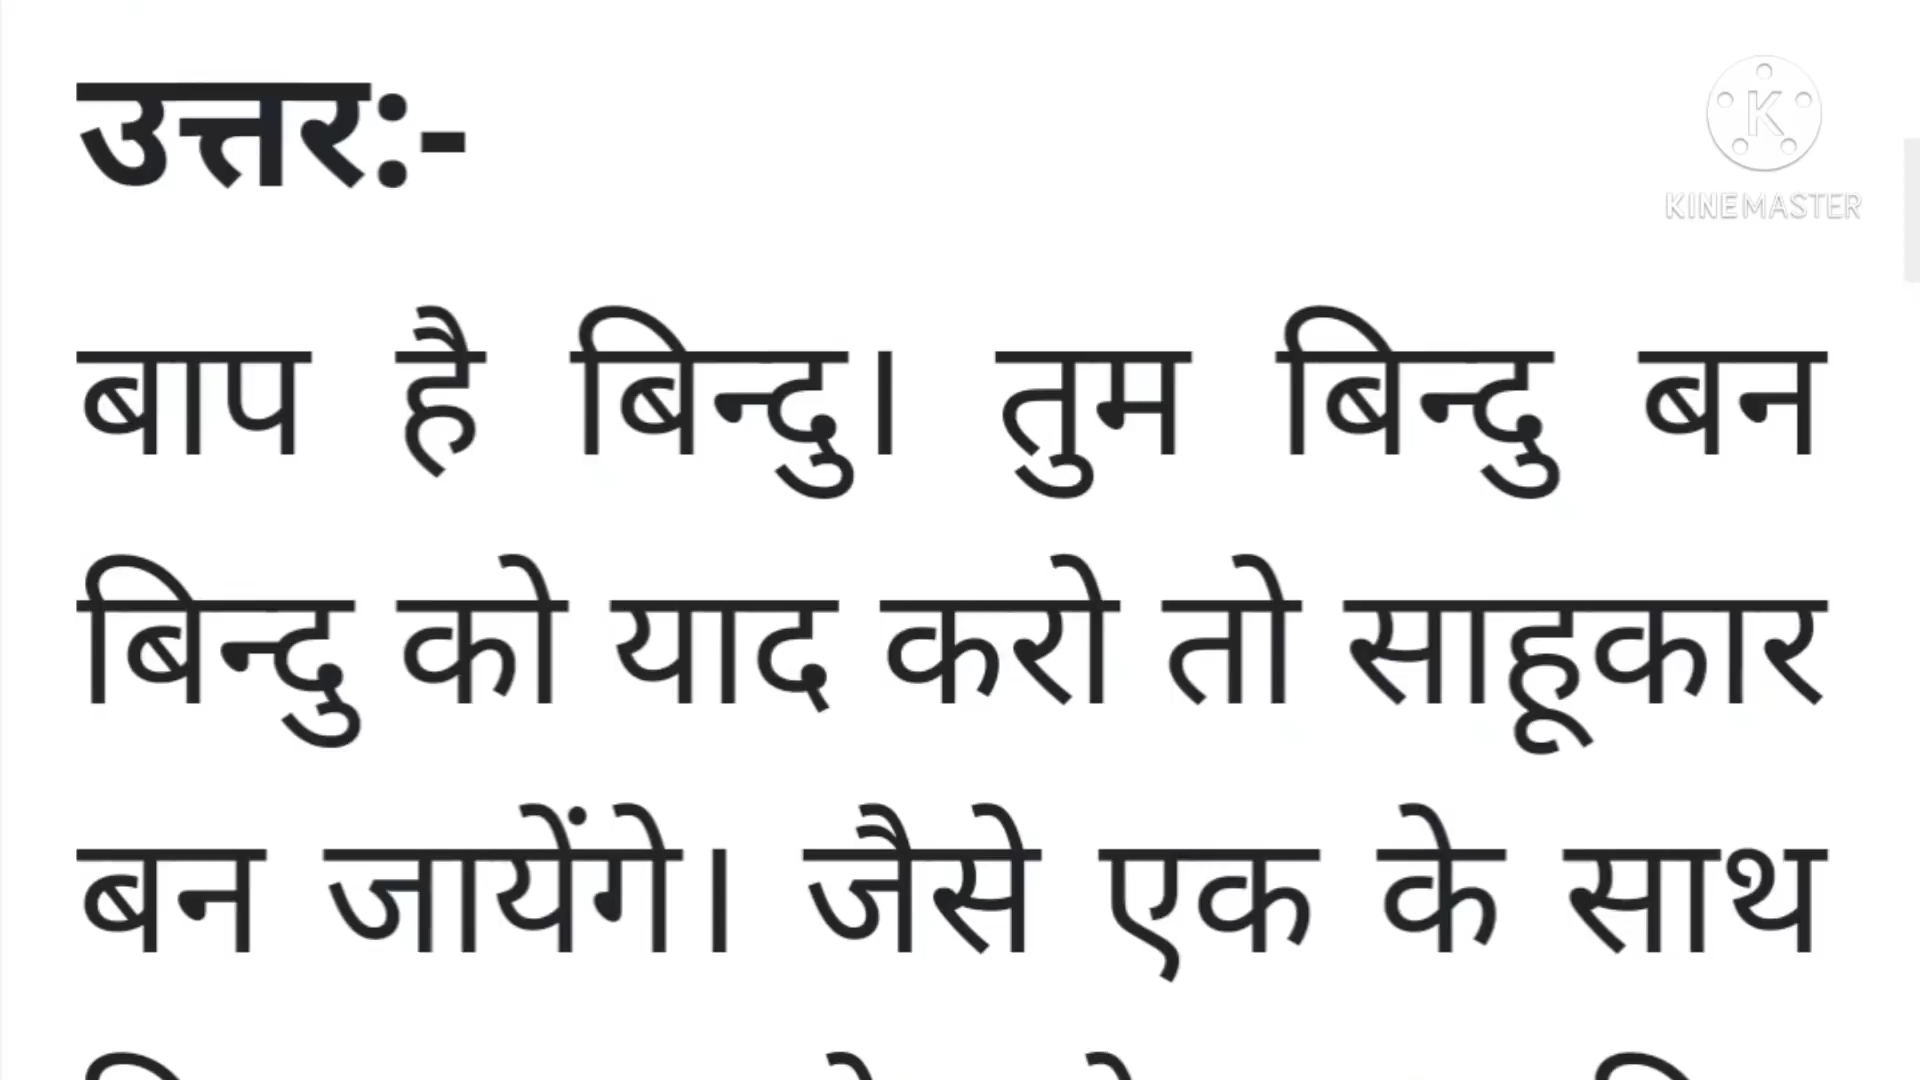 उत्तर:-
K
KINEMASTER
बाप है बिन्दु। तुम बिन्दु बन
बिन्दु को याद करो तो साहूकार
बन जायेंगे। जैसे एक के साथ